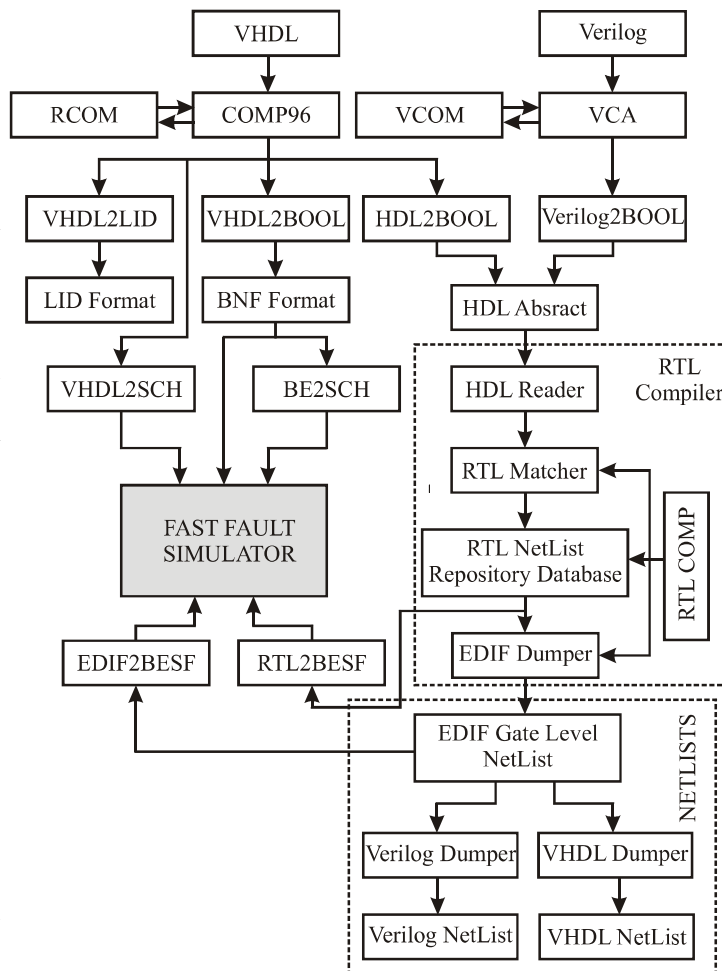 VHDL
Verilog
RCOM
COMP96
VCOM
VCA
VHDL2LID
VHDL2BOOL
HDL2BOOL
Verilog2BOOL
LID Format
BNF Format
HDL Absract
VHDL2SCH
BE2SCH
HDL Reader
RTL
Compiler
RTL Matcher
FAST FAULT
SIMULATOR
RTL NetList
Repository Database
RTL COMP
EDIF2BESF
RTL2BESF
EDIF Dumper
EDIF Gate Level
NetList
NETLISTS
Verilog Dumper
VHDL Dumper
Verilog NetList
VHDL NetList